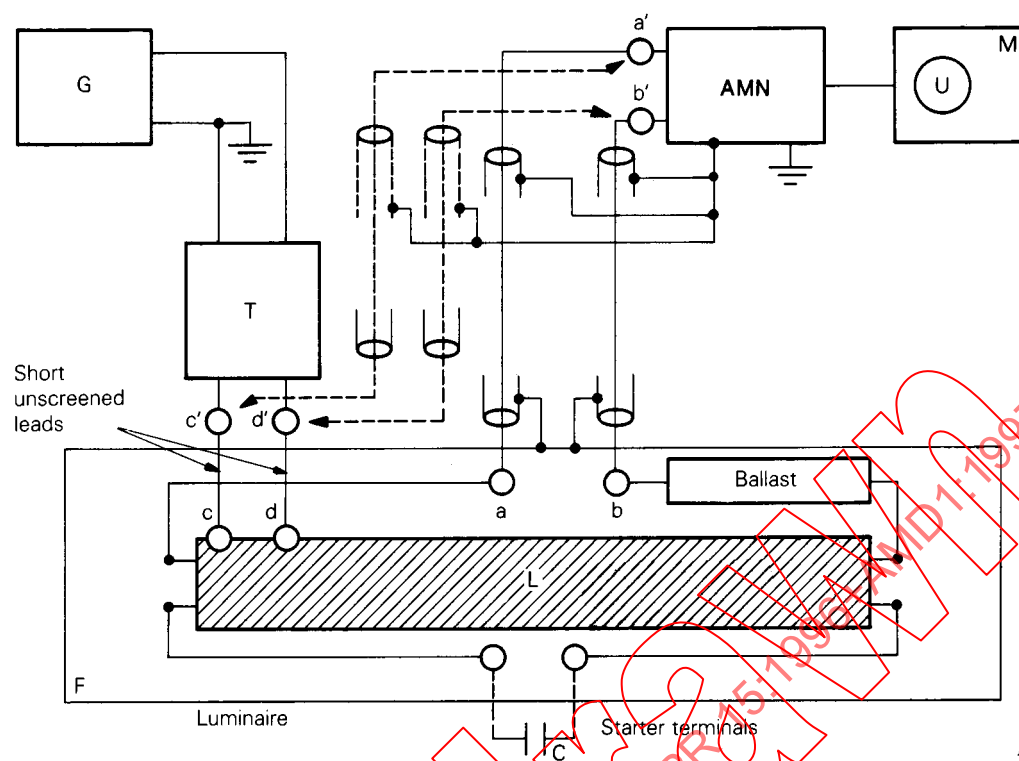 a'
M
G
AMN
U
b'
T
Short
unscreened
leads
c'
d'
Ballast
c
d
a
b
L
F
Luminaire
Starter terminals
C